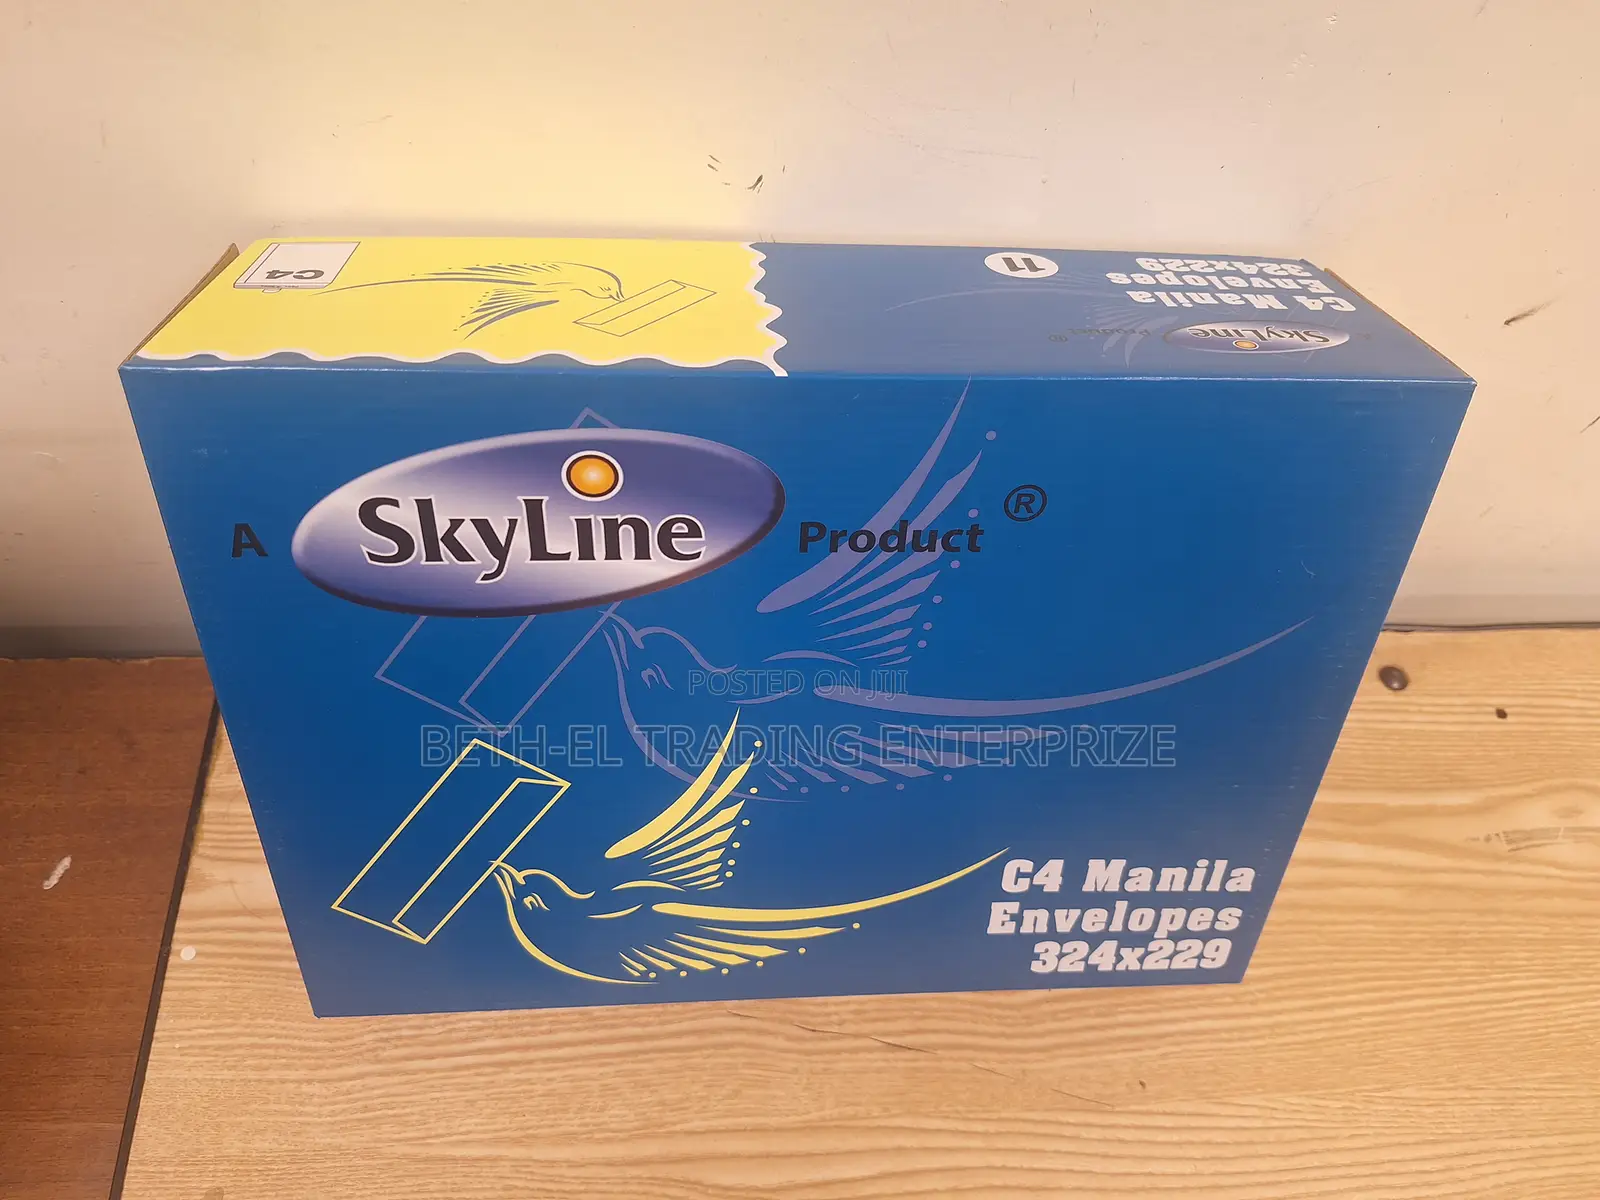 C4
11
C4 Manila
Envelopes
324x229
A SkyLine Product ®
A SkyLine Product ®
POSTED ON JIJI
BETH-EL TRADING ENTERPRIZE
C4 Manila
Envelopes
324x229